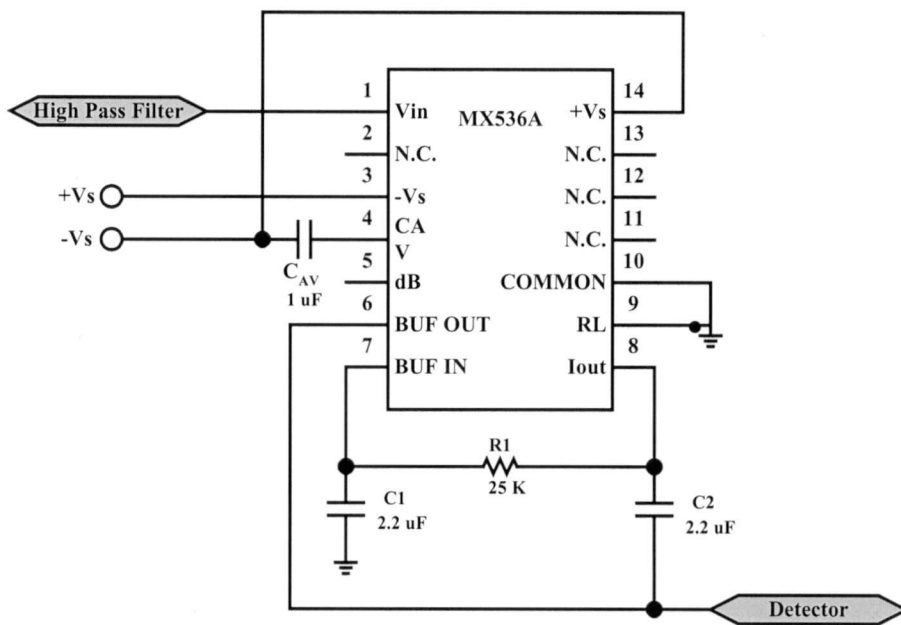 1
14
High Pass Filter
Vin
MX536A
+Vs
2
13
N.C.
N.C.
3
12
+Vs
-Vs
N.C.
4
11
-Vs
CA
V
N.C.
CAV
1 uF
5
10
dB
COMMON
6
9
BUF OUT
RL
7
8
BUF IN
Iout
R1
25 K
C1
2.2 uF
C2
2.2 uF
Detector